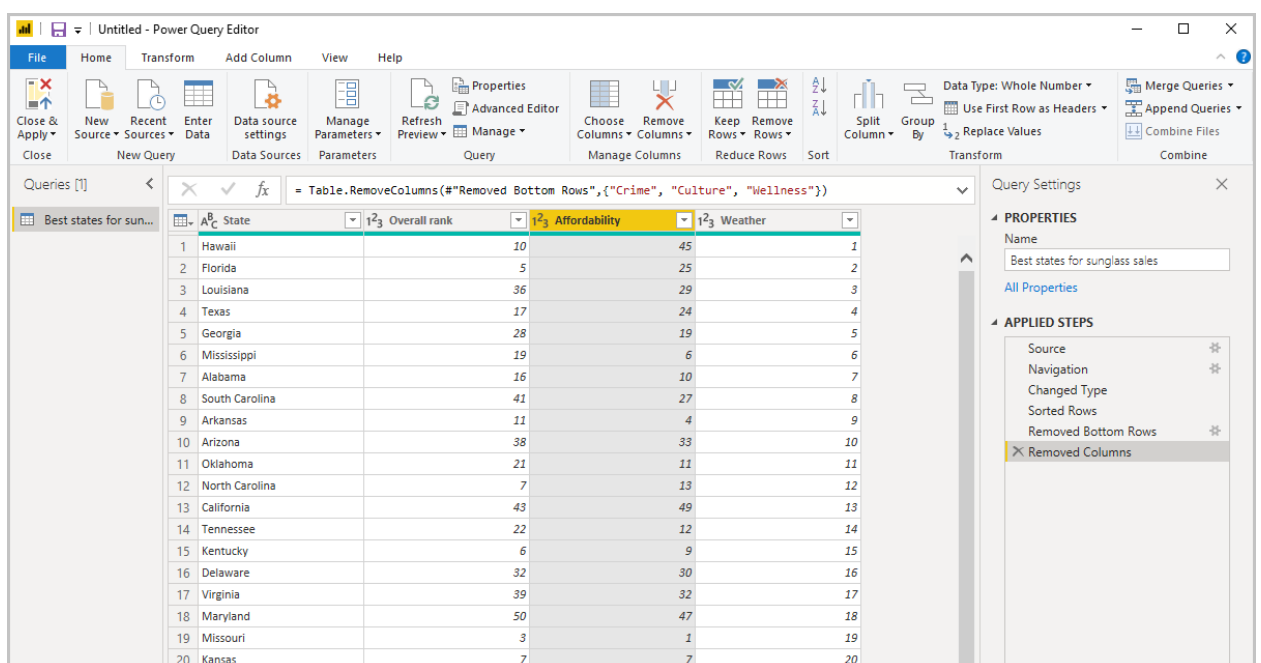 Untitled - Power Query Editor
File Home Transform Add Column View Help
Close & Apply
New Source
Recent Sources
Enter Data
Data source settings
Manage Parameters
Refresh Preview
Properties
Advanced Editor
Manage
Choose Columns
Remove Columns
Keep Rows
Remove Rows
Split Column
Group By
Data Type: Whole Number
Use First Row as Headers
Replace Values
Merge Queries
Append Queries
Combine Files
Close New Query Data Sources Parameters Query Manage Columns Reduce Rows Sort Transform Combine
Queries [1]
Best states for sun...
fx = Table.RemoveColumns(#"Removed Bottom Rows",{"Crime", "Culture", "Wellness"})
ABC State 123 Overall rank 123 Affordability 123 Weather
1 Hawaii 10 45 1
2 Florida 5 25 2
3 Louisiana 36 29 3
4 Texas 17 24 4
5 Georgia 28 19 5
6 Mississippi 19 6 6
7 Alabama 16 10 7
8 South Carolina 41 27 8
9 Arkansas 11 4 9
10 Arizona 38 33 10
11 Oklahoma 21 11 11
12 North Carolina 7 13 12
13 California 43 49 13
14 Tennessee 22 12 14
15 Kentucky 6 9 15
16 Delaware 32 30 16
17 Virginia 39 32 17
18 Maryland 50 47 18
19 Missouri 3 1 19
20 Kansas 7 7 20
Query Settings
PROPERTIES
Name
Best states for sunglass sales
All Properties
APPLIED STEPS
Source
Navigation
Changed Type
Sorted Rows
Removed Bottom Rows
Removed Columns